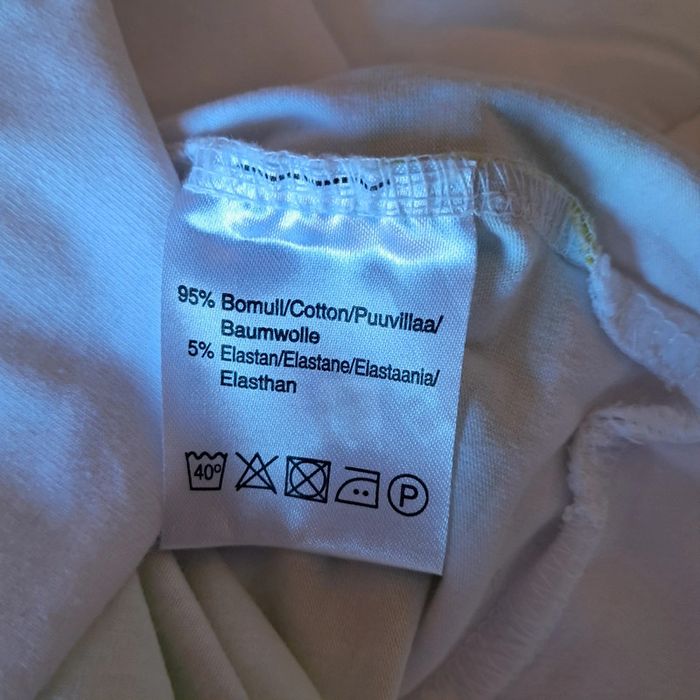 95% Bomull/Cotton/Puuvillaa/
Baumwolle
5% Elastan/Elastane/Elastaania/
Elasthan
40° P